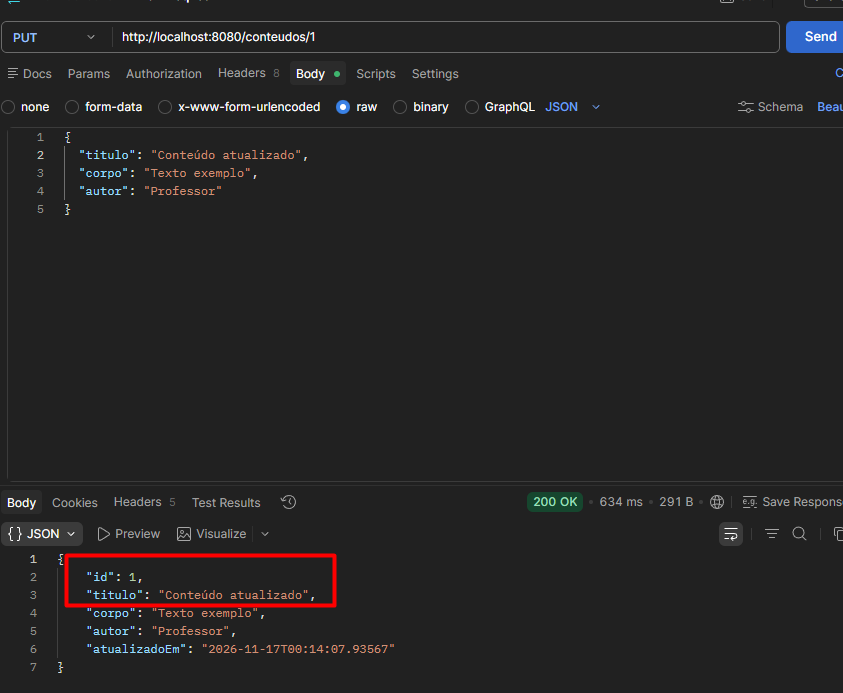 PUT http://localhost:8080/conteudos/1 Send
Docs Params Authorization Headers 8 Body Scripts Settings
none form-data x-www-form-urlencoded raw binary GraphQL JSON Schema
1 {
2 "titulo": "Conteúdo atualizado",
3 "corpo": "Texto exemplo",
4 "autor": "Professor"
5 }
Body Cookies Headers 5 Test Results 200 OK • 634 ms • 291 B • e.g. Save Respons
{} JSON Preview Visualize
1 {
2 "id": 1,
3 "titulo": "Conteúdo atualizado",
4 "corpo": "Texto exemplo",
5 "autor": "Professor",
6 "atualizadoEm": "2026-11-17T00:14:07.93567"
7 }